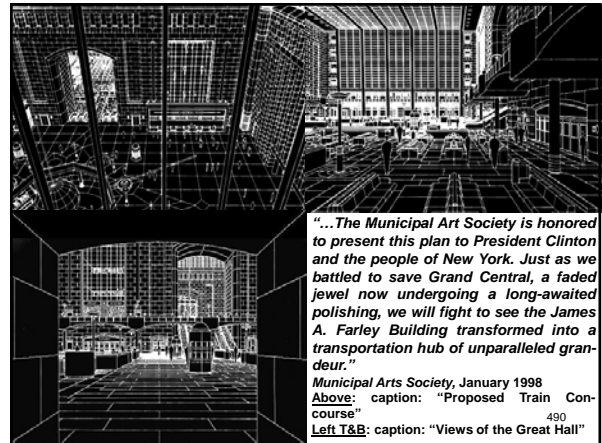 “…The Municipal Art Society is honored
to present this plan to President Clinton
and the people of New York. Just as we
battled to save Grand Central, a faded
jewel now undergoing a long-awaited
polishing, we will fight to see the James
A. Farley Building transformed into a
transportation hub of unparalleled gran-
deur.”
Municipal Arts Society, January 1998
Above: caption: “Proposed Train Con-
course”
490
Left T&B: caption: “Views of the Great Hall”